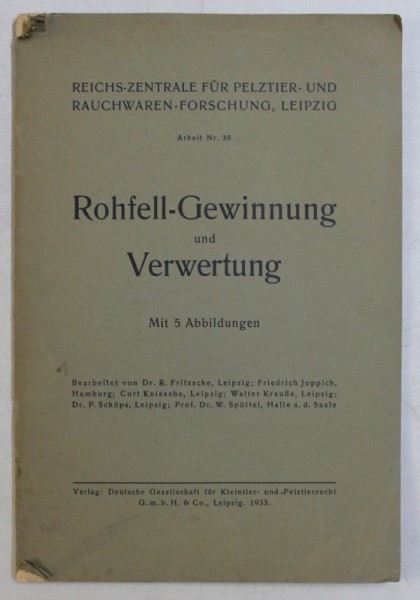 REICHS-ZENTRALE FÜR PELZTIER- UND
RAUCHWAREN-FORSCHUNG, LEIPZIG
Arbeit Nr. 30
Rohfell-Gewinnung
und
Verwertung
Mit 5 Abbildungen
Bearbeitet von Dr. R. Fritzsche, Leipzig; Friedrich Joppich,
Hamburg; Curt Kniesche, Leipzig; Walter Krauße, Leipzig;
Dr. P. Schöps, Leipzig; Prof. Dr. W. Spöttel, Halle a. d. Saale
Verlag: Deutsche Gesellschaft für Kleintier- und Pelztierzucht
G. m. b. H. & Co., Leipzig. 1933.